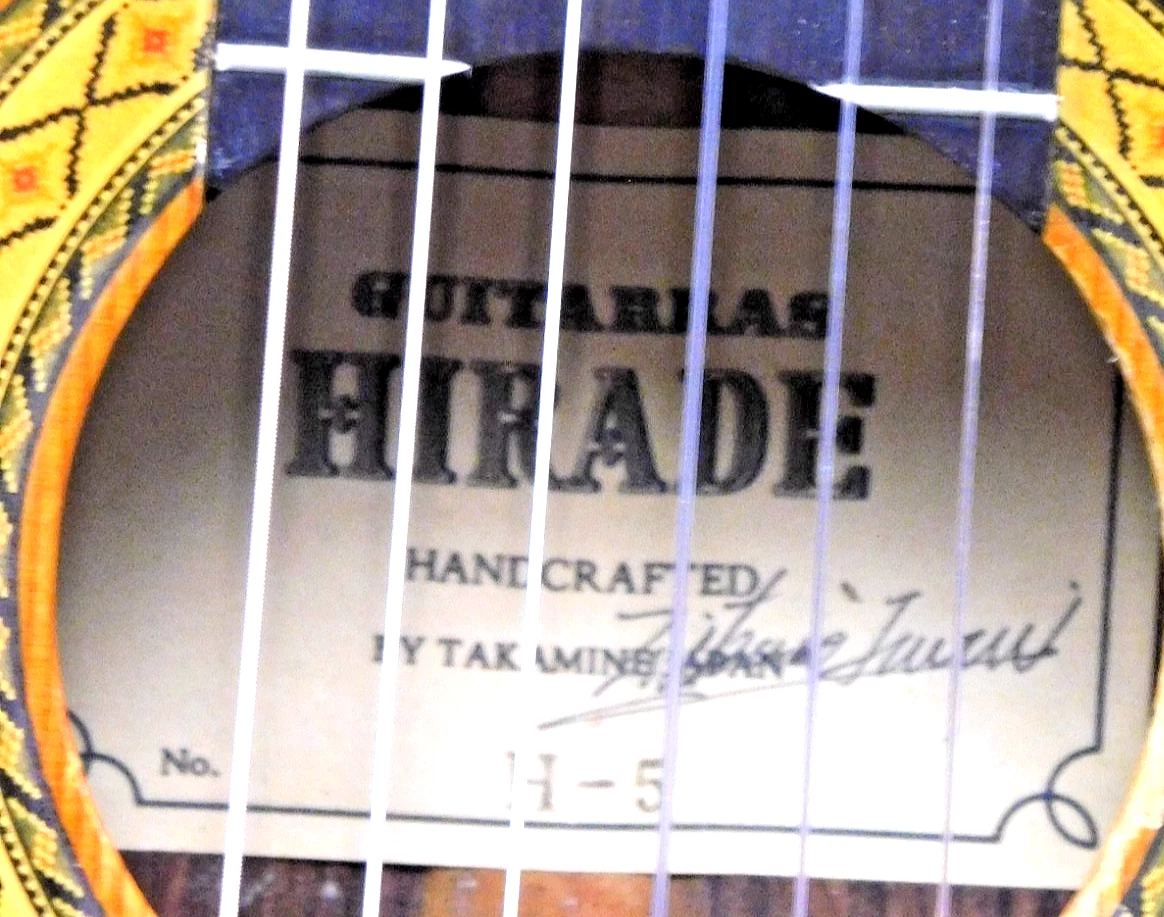 GUITARRAS
HIRADE
HANDCRAFTED
BY TAKAMINE, JAPAN
No.
H-5